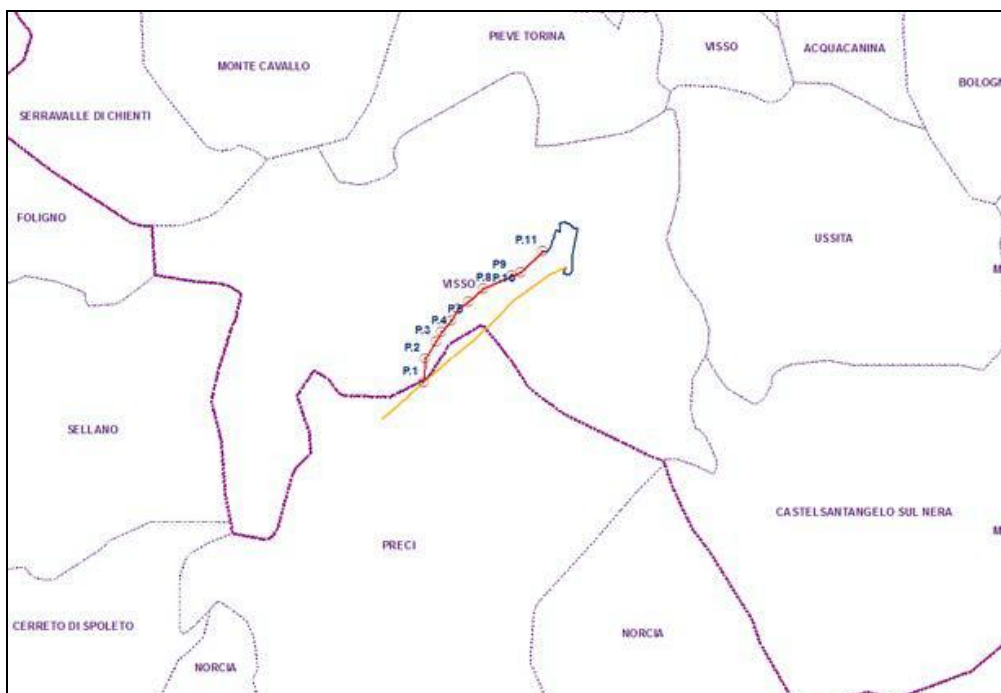 PIEVE TORINA
VISSO
ACQUACANINA
MONTE CAVALLO
BOLOGN
SERRAVALLE DI CHIENTI
FOLIGNO
USSITA
P.11
P9
P.10
P.8
VISSO
M
P.4
P.3
P.2
P.1
SELLANO
CASTELSANTANGELO SUL NERA
M
PRECI
CERRETO DI SPOLETO
NORCIA
NORCIA